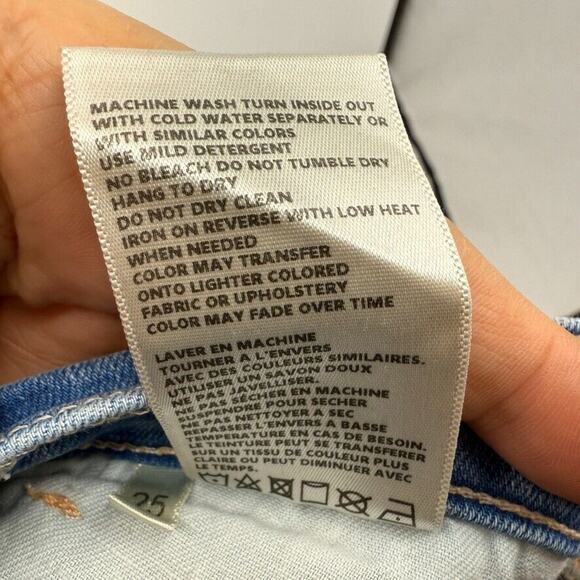 MACHINE WASH TURN INSIDE OUT
WITH COLD WATER SEPARATELY OR
WITH SIMILAR COLORS
USE MILD DETERGENT
NO BLEACH DO NOT TUMBLE DRY
HANG TO DRY
DO NOT DRY CLEAN
IRON ON REVERSE WITH LOW HEAT
WHEN NEEDED
COLOR MAY TRANSFER
ONTO LIGHTER COLORED
FABRIC OR UPHOLSTERY
COLOR MAY FADE OVER TIME
LAVER EN MACHINE
TOURNER A L'ENVERS
AVEC DES COULEURS SIMILAIRES.
UTILISER UN SAVON DOUX
NE PAS JAVELLISER.
NE PAS SÉCHER EN MACHINE
SUSPENDRE POUR SECHER
NE PAS NETTOYER A SEC
REPASSER L'ENVERS A BASSE
TEMPERATURE EN CAS DE BESOIN.
LE TEINTURE PEUT SE TRANSFERER
SUR UN TISSU DE COULEUR PLUS
CLAIRE OU PEUT DIMINUER AVEC
LE TEMPS.
25